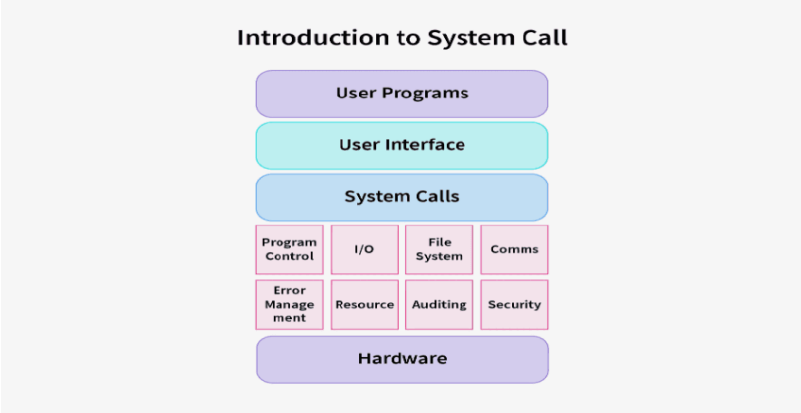 Introduction to System Call
User Programs
User Interface
System Calls
Program
Control
I/O
File
System
Comms
Error
Manage
ment
Resource
Auditing
Security
Hardware